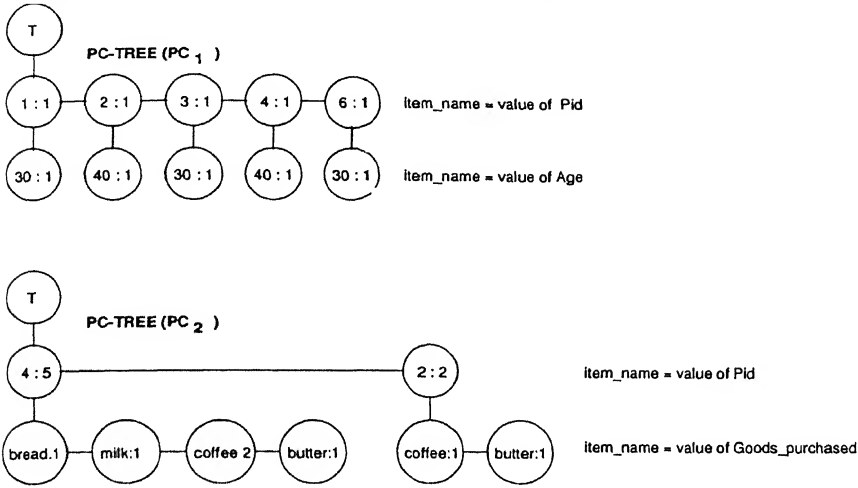 T
PC-TREE (PC 1 )
1 : 1 2 : 1 3 : 1 4 : 1 6 : 1 item_name = value of Pid
30 : 1 40 : 1 30 : 1 40 : 1 30 : 1 item_name = value of Age
T
PC-TREE (PC 2 )
4 : 5 2 : 2 item_name = value of Pid
bread.1 milk:1 coffee 2 butter:1 coffee:1 butter:1 item_name = value of Goods_purchased